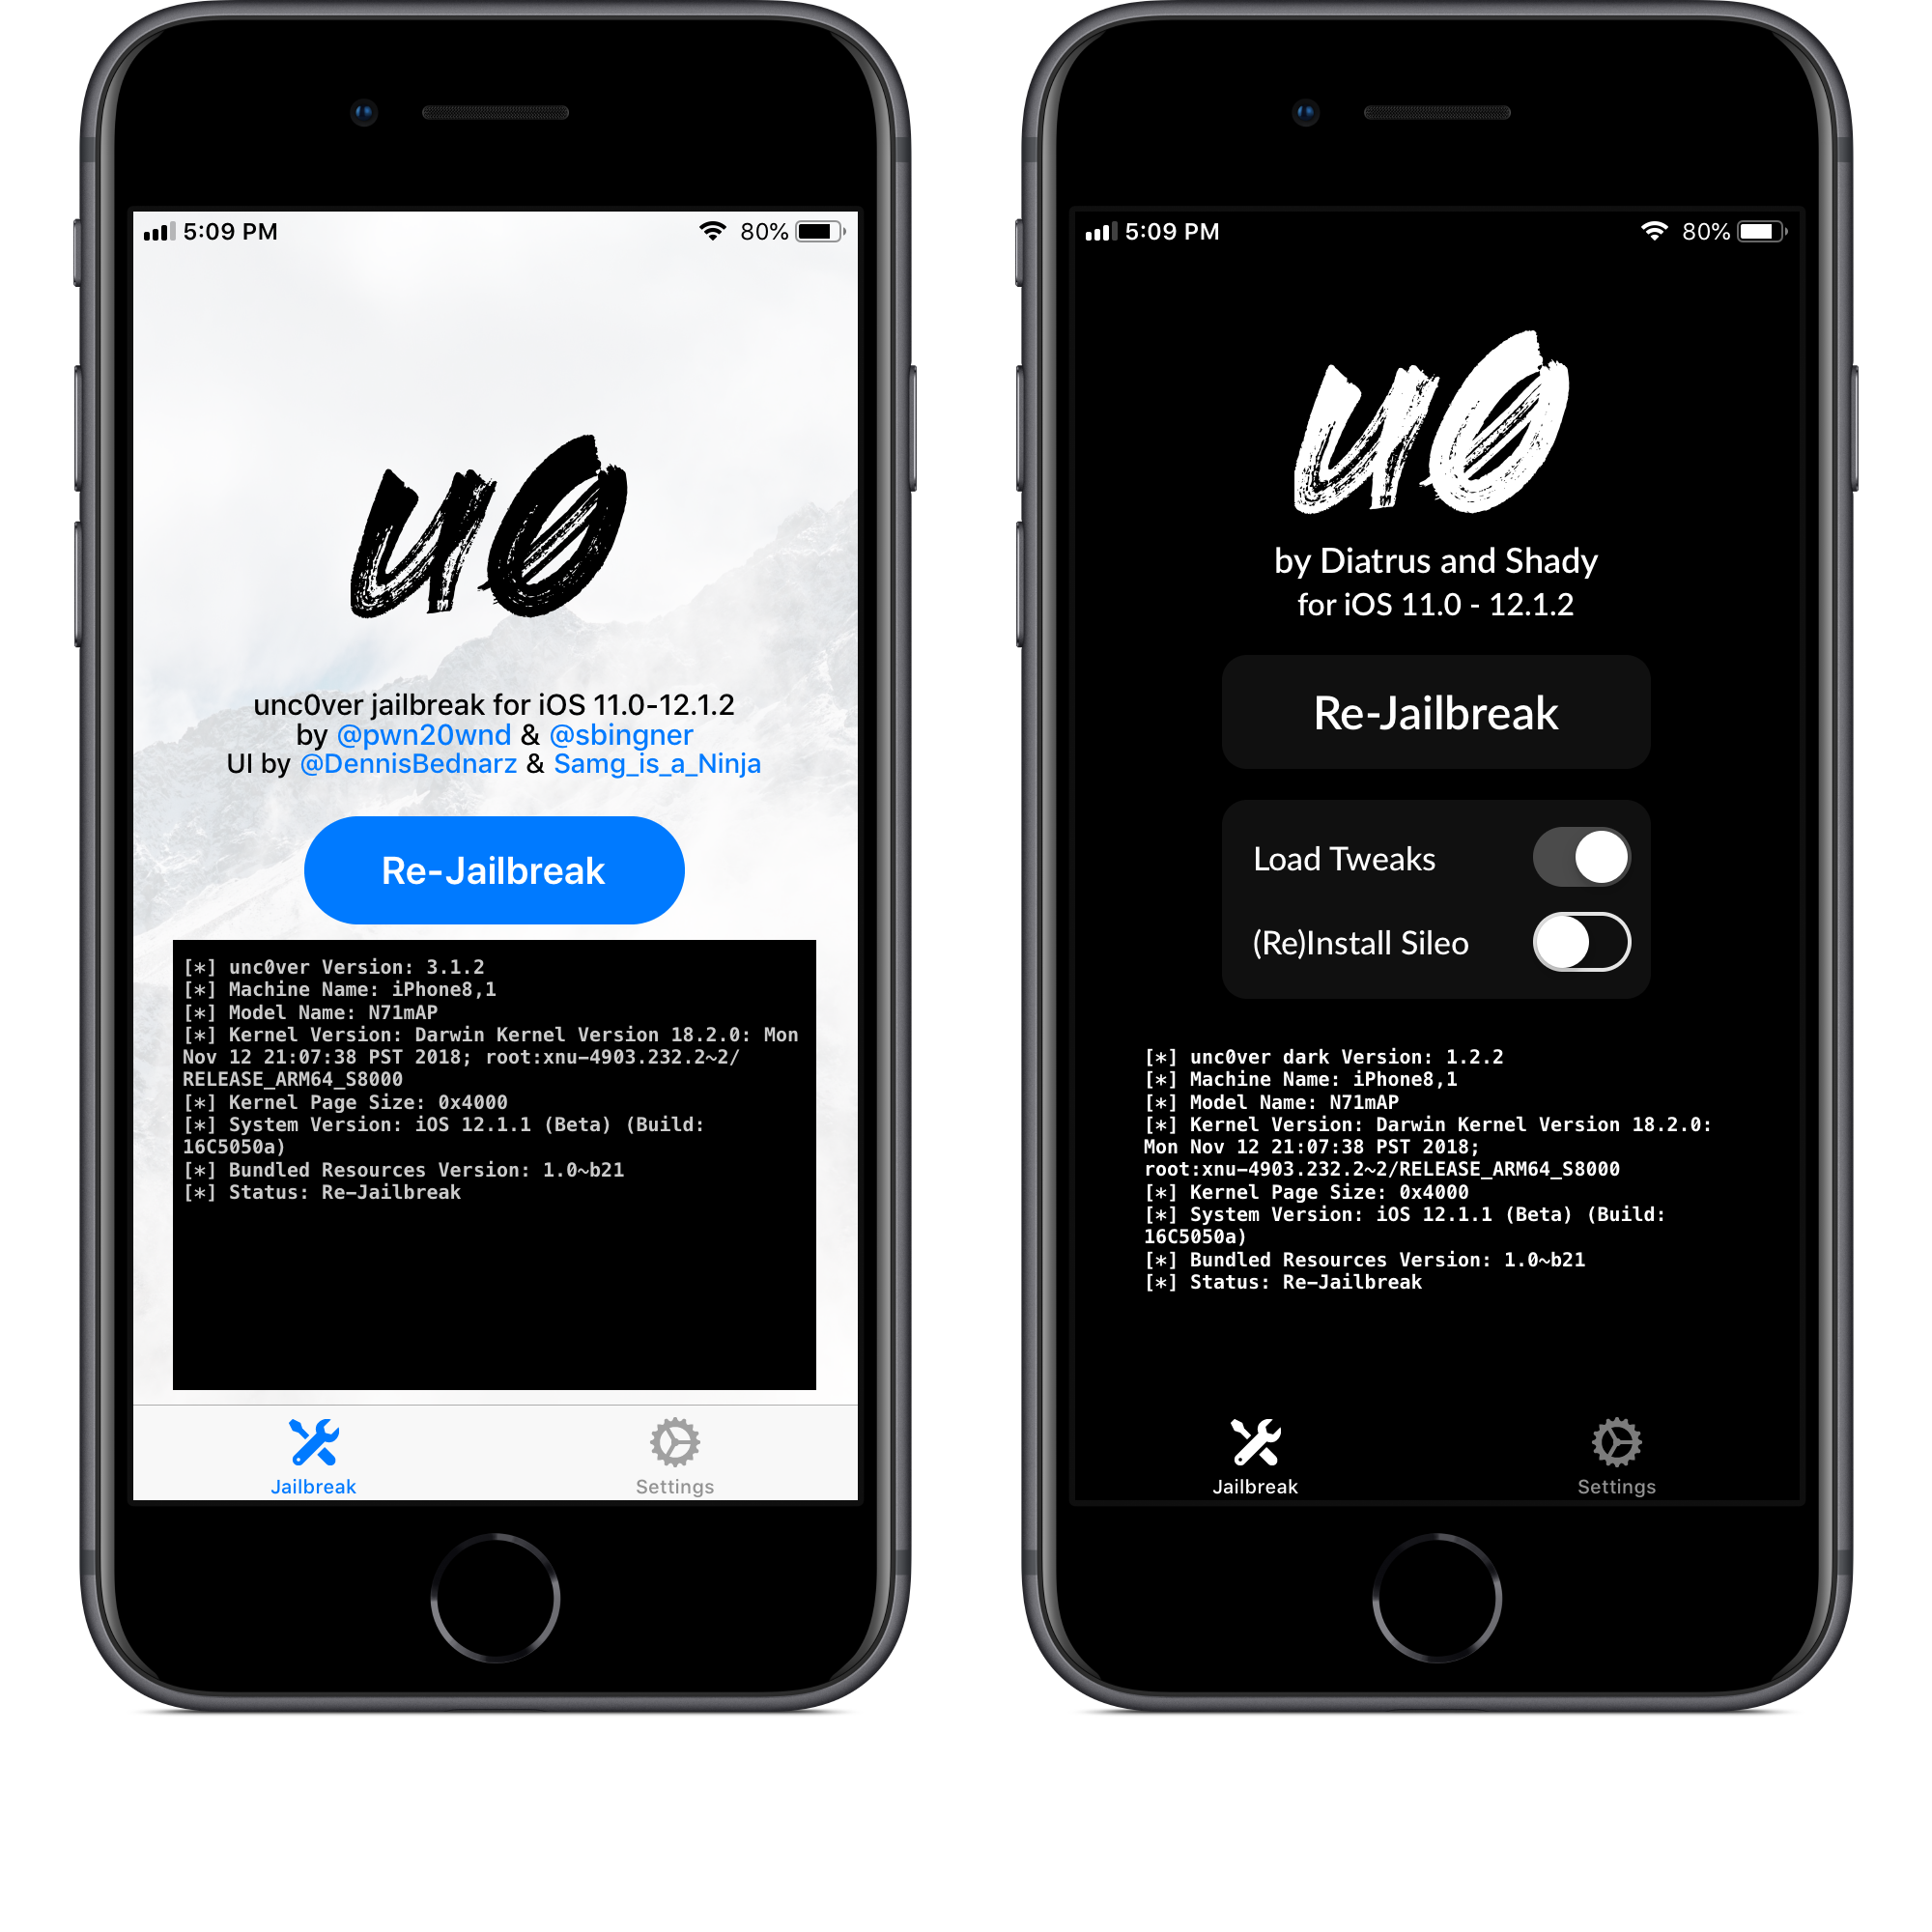 5:09 PM 80%
u0
unc0ver jailbreak for iOS 11.0-12.1.2
by @pwn20wnd & @sbingner
UI by @DennisBednarz & Samg_is_a_Ninja
Re-Jailbreak
[*] unc0ver Version: 3.1.2
[*] Machine Name: iPhone8,1
[*] Model Name: N71mAP
[*] Kernel Version: Darwin Kernel Version 18.2.0: Mon
Nov 12 21:07:38 PST 2018; root:xnu-4903.232.2~2/
RELEASE_ARM64_S8000
[*] Kernel Page Size: 0x4000
[*] System Version: iOS 12.1.1 (Beta) (Build:
16C5050a)
[*] Bundled Resources Version: 1.0~b21
[*] Status: Re-Jailbreak
Jailbreak Settings
5:09 PM 80%
u0
by Diatrus and Shady
for iOS 11.0 - 12.1.2
Re-Jailbreak
Load Tweaks
(Re)Install Sileo
[*] unc0ver dark Version: 1.2.2
[*] Machine Name: iPhone8,1
[*] Model Name: N71mAP
[*] Kernel Version: Darwin Kernel Version 18.2.0:
Mon Nov 12 21:07:38 PST 2018;
root:xnu-4903.232.2~2/RELEASE_ARM64_S8000
[*] Kernel Page Size: 0x4000
[*] System Version: iOS 12.1.1 (Beta) (Build:
16C5050a)
[*] Bundled Resources Version: 1.0~b21
[*] Status: Re-Jailbreak
Jailbreak Settings